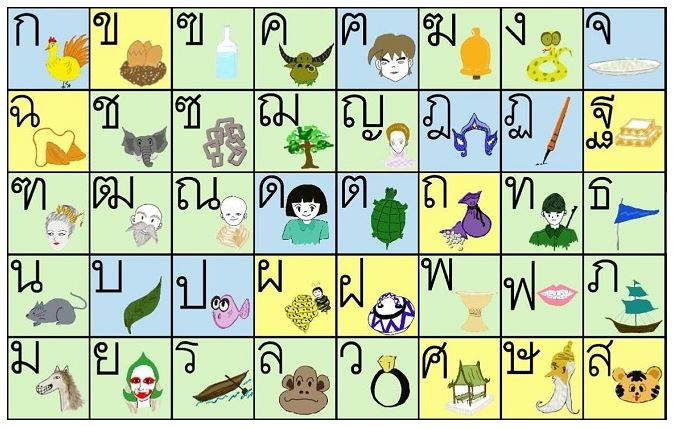 ก ข ฃ ค ฅ ฆ ง จ
ฉ ช ซ ฌ ญ ฎ ฏ ฐ
ฑ ฒ ณ ด ต ถ ท ธ
น บ ป ผ ฝ พ ฟ ภ
ม ย ร ล ว ศ ษ ส